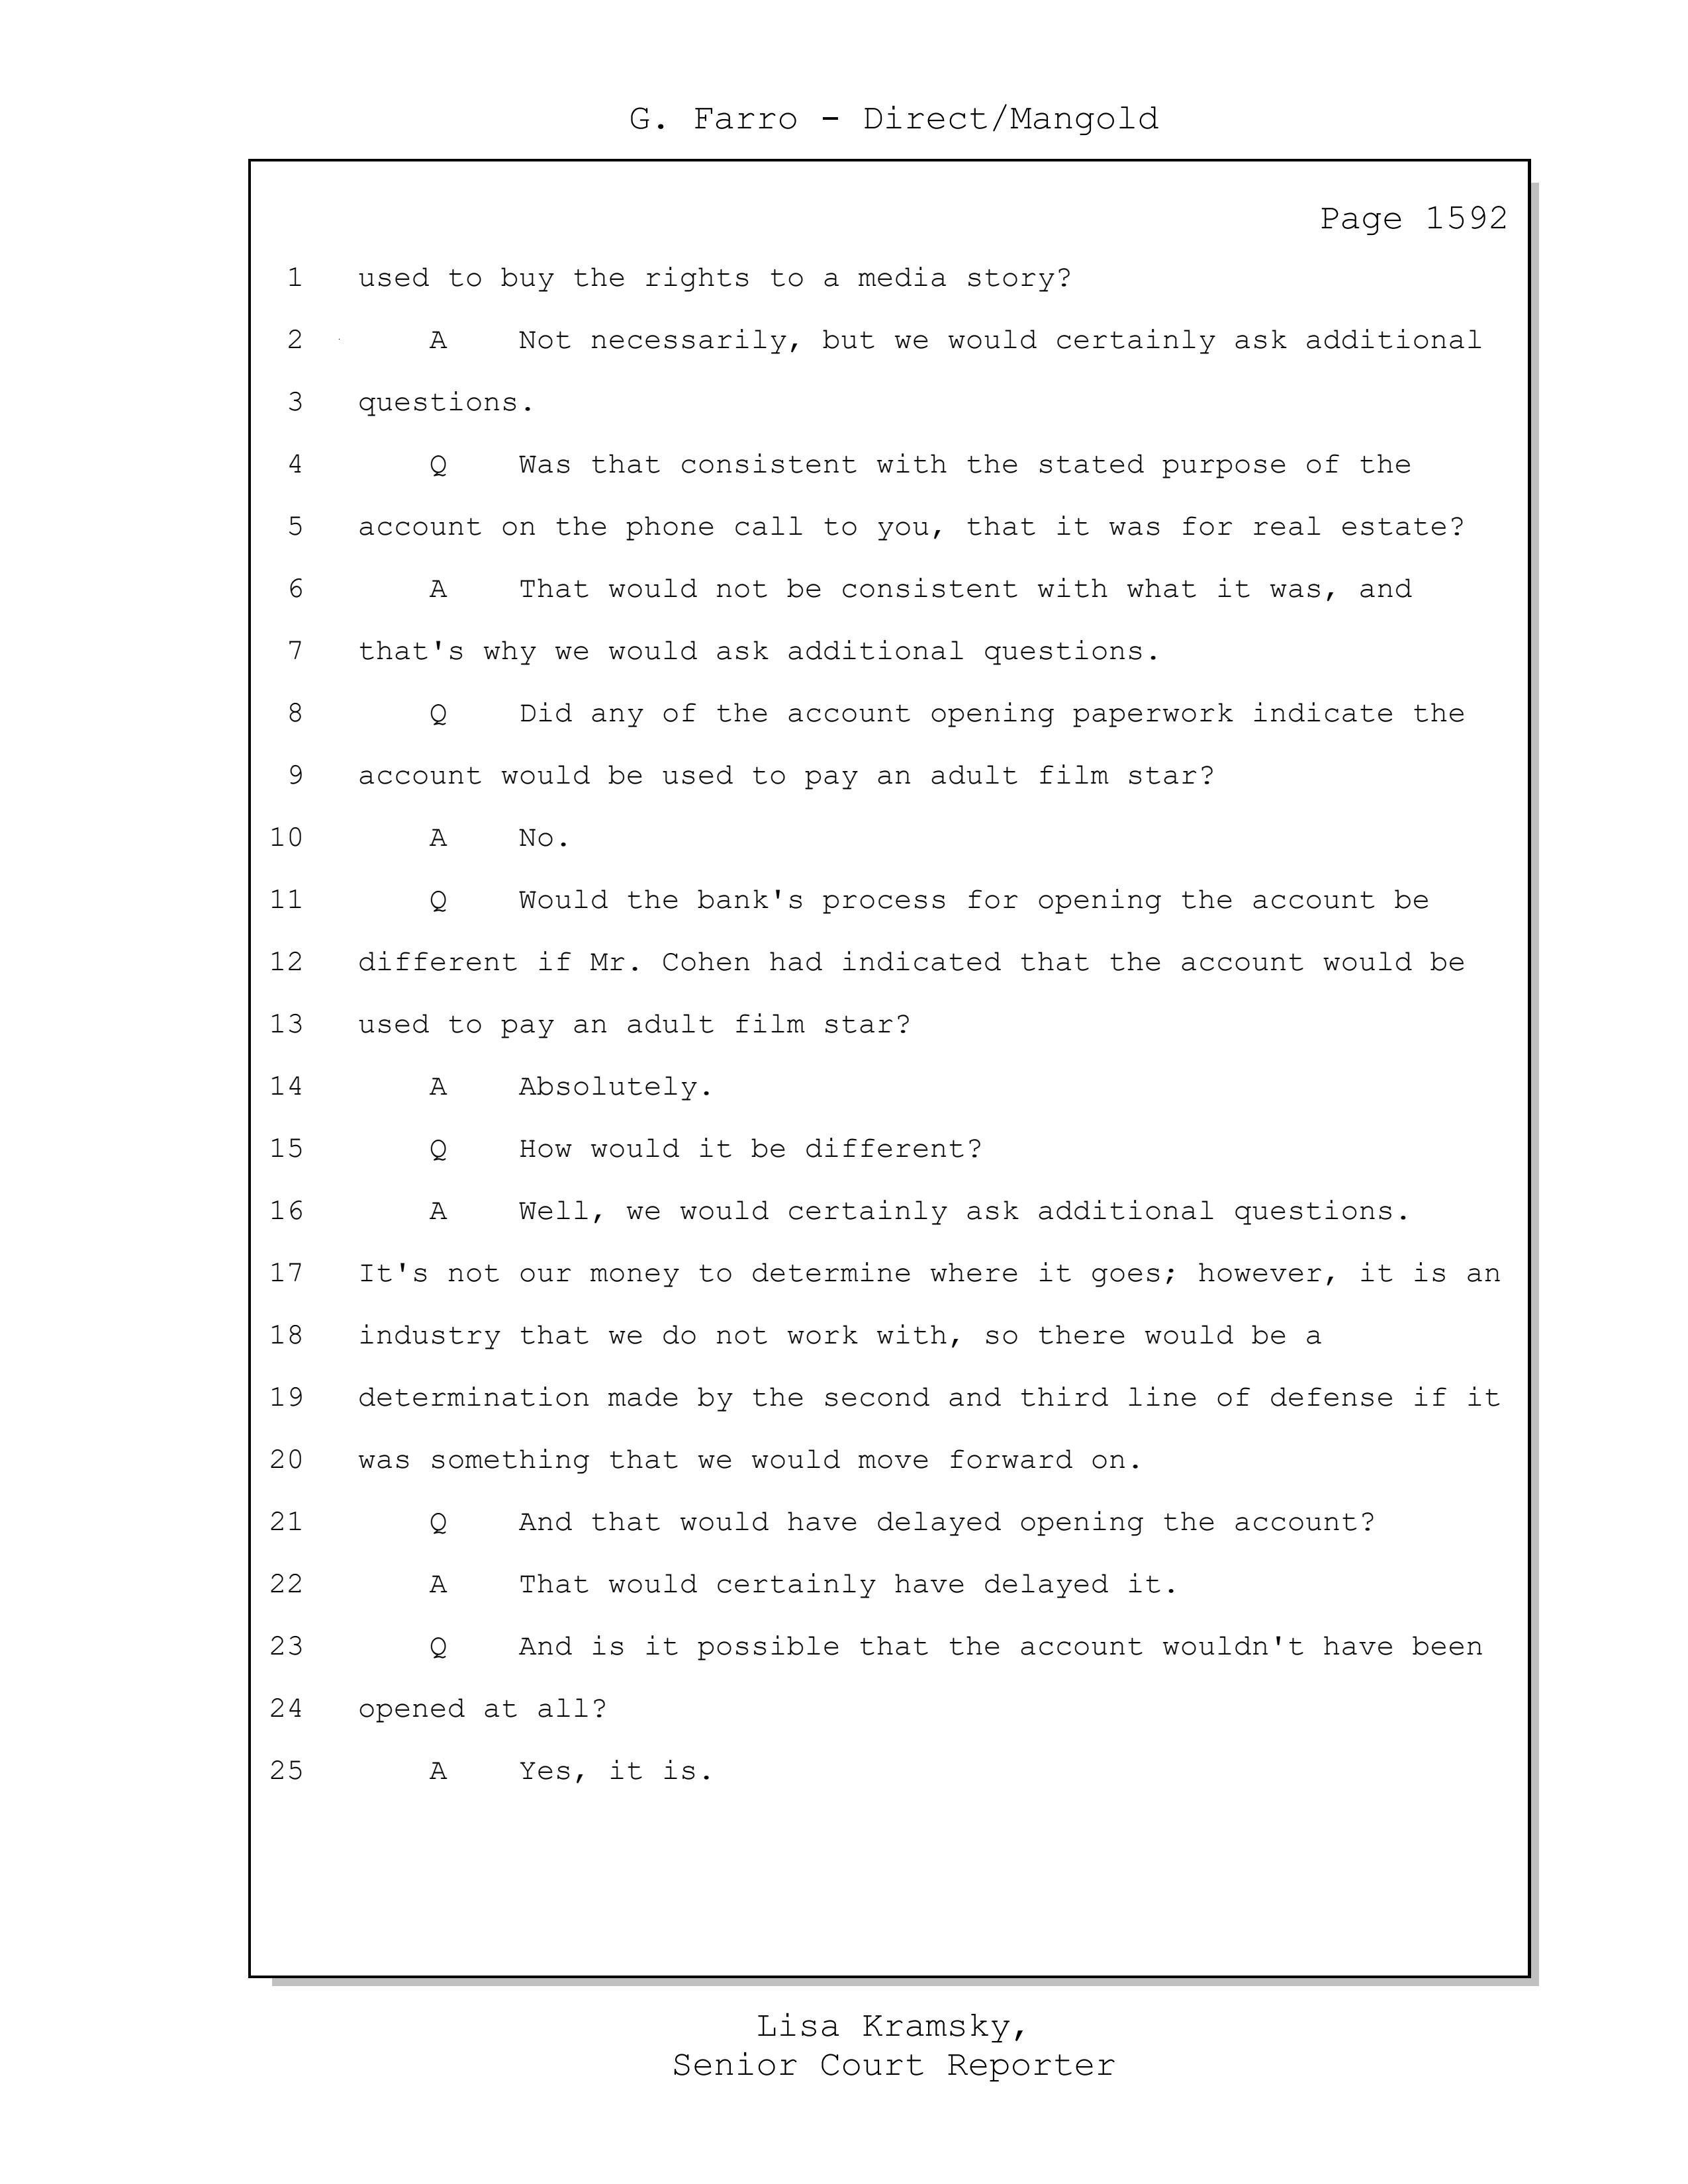 G. Farro - Direct/Mangold
Page 1592
1 used to buy the rights to a media story?
2 A Not necessarily, but we would certainly ask additional
3 questions.
4 Q Was that consistent with the stated purpose of the
5 account on the phone call to you, that it was for real estate?
6 A That would not be consistent with what it was, and
7 that's why we would ask additional questions.
8 Q Did any of the account opening paperwork indicate the
9 account would be used to pay an adult film star?
10 A No.
11 Q Would the bank's process for opening the account be
12 different if Mr. Cohen had indicated that the account would be
13 used to pay an adult film star?
14 A Absolutely.
15 Q How would it be different?
16 A Well, we would certainly ask additional questions.
17 It's not our money to determine where it goes; however, it is an
18 industry that we do not work with, so there would be a
19 determination made by the second and third line of defense if it
20 was something that we would move forward on.
21 Q And that would have delayed opening the account?
22 A That would certainly have delayed it.
23 Q And is it possible that the account wouldn't have been
24 opened at all?
25 A Yes, it is.
Lisa Kramsky,
Senior Court Reporter